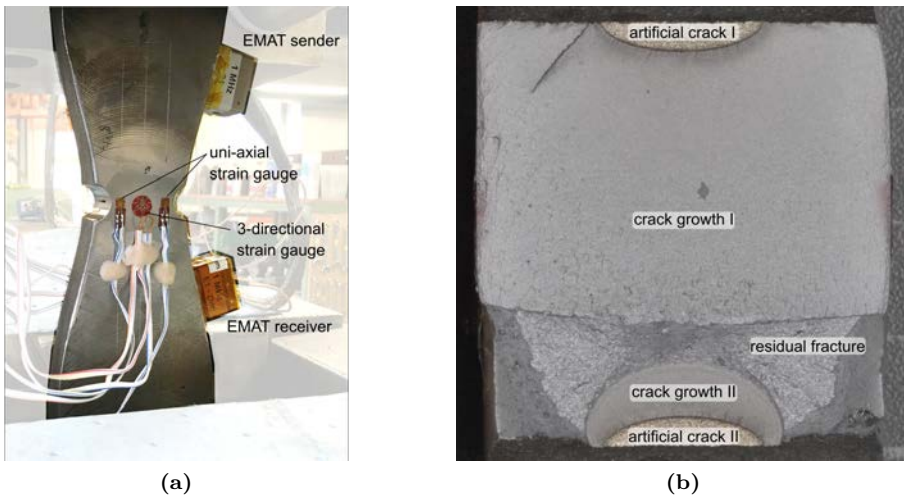 EMAT sender
1 MHz
uni-axial
strain gauge
3-directional
strain gauge
EMAT receiver
(a)
artificial crack I
crack growth I
residual fracture
crack growth II
artificial crack II
(b)